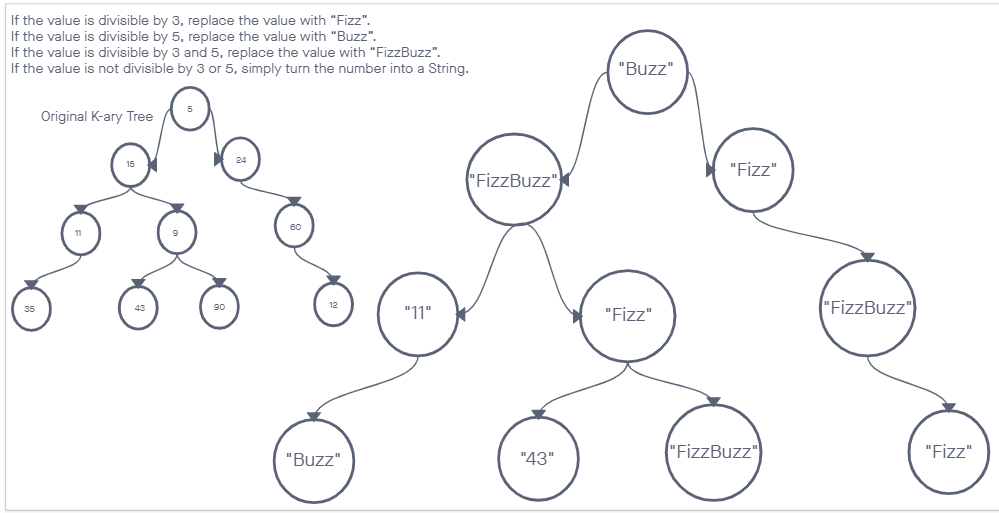 If the value is divisible by 3, replace the value with “Fizz”.
If the value is divisible by 5, replace the value with “Buzz”.
If the value is divisible by 3 and 5, replace the value with “FizzBuzz”.
If the value is not divisible by 3 or 5, simply turn the number into a String.
Original K-ary Tree
5
15
24
11
9
60
35
43
90
12
"Buzz"
"FizzBuzz"
"Fizz"
"11"
"Fizz"
"FizzBuzz"
"Buzz"
"43"
"FizzBuzz"
"Fizz"